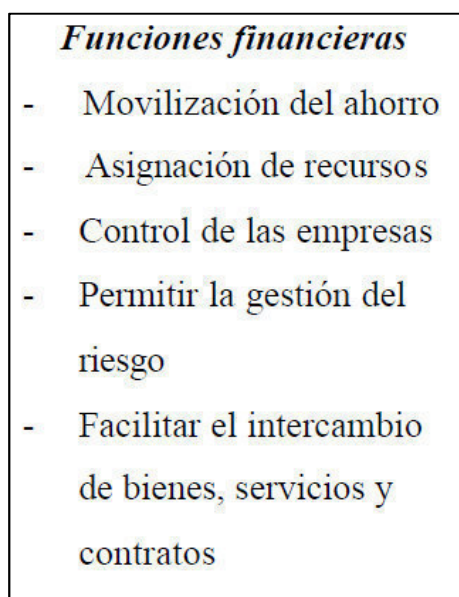 Funciones financieras
- Movilización del ahorro
- Asignación de recursos
- Control de las empresas
- Permitir la gestión del
riesgo
- Facilitar el intercambio
de bienes, servicios y
contratos